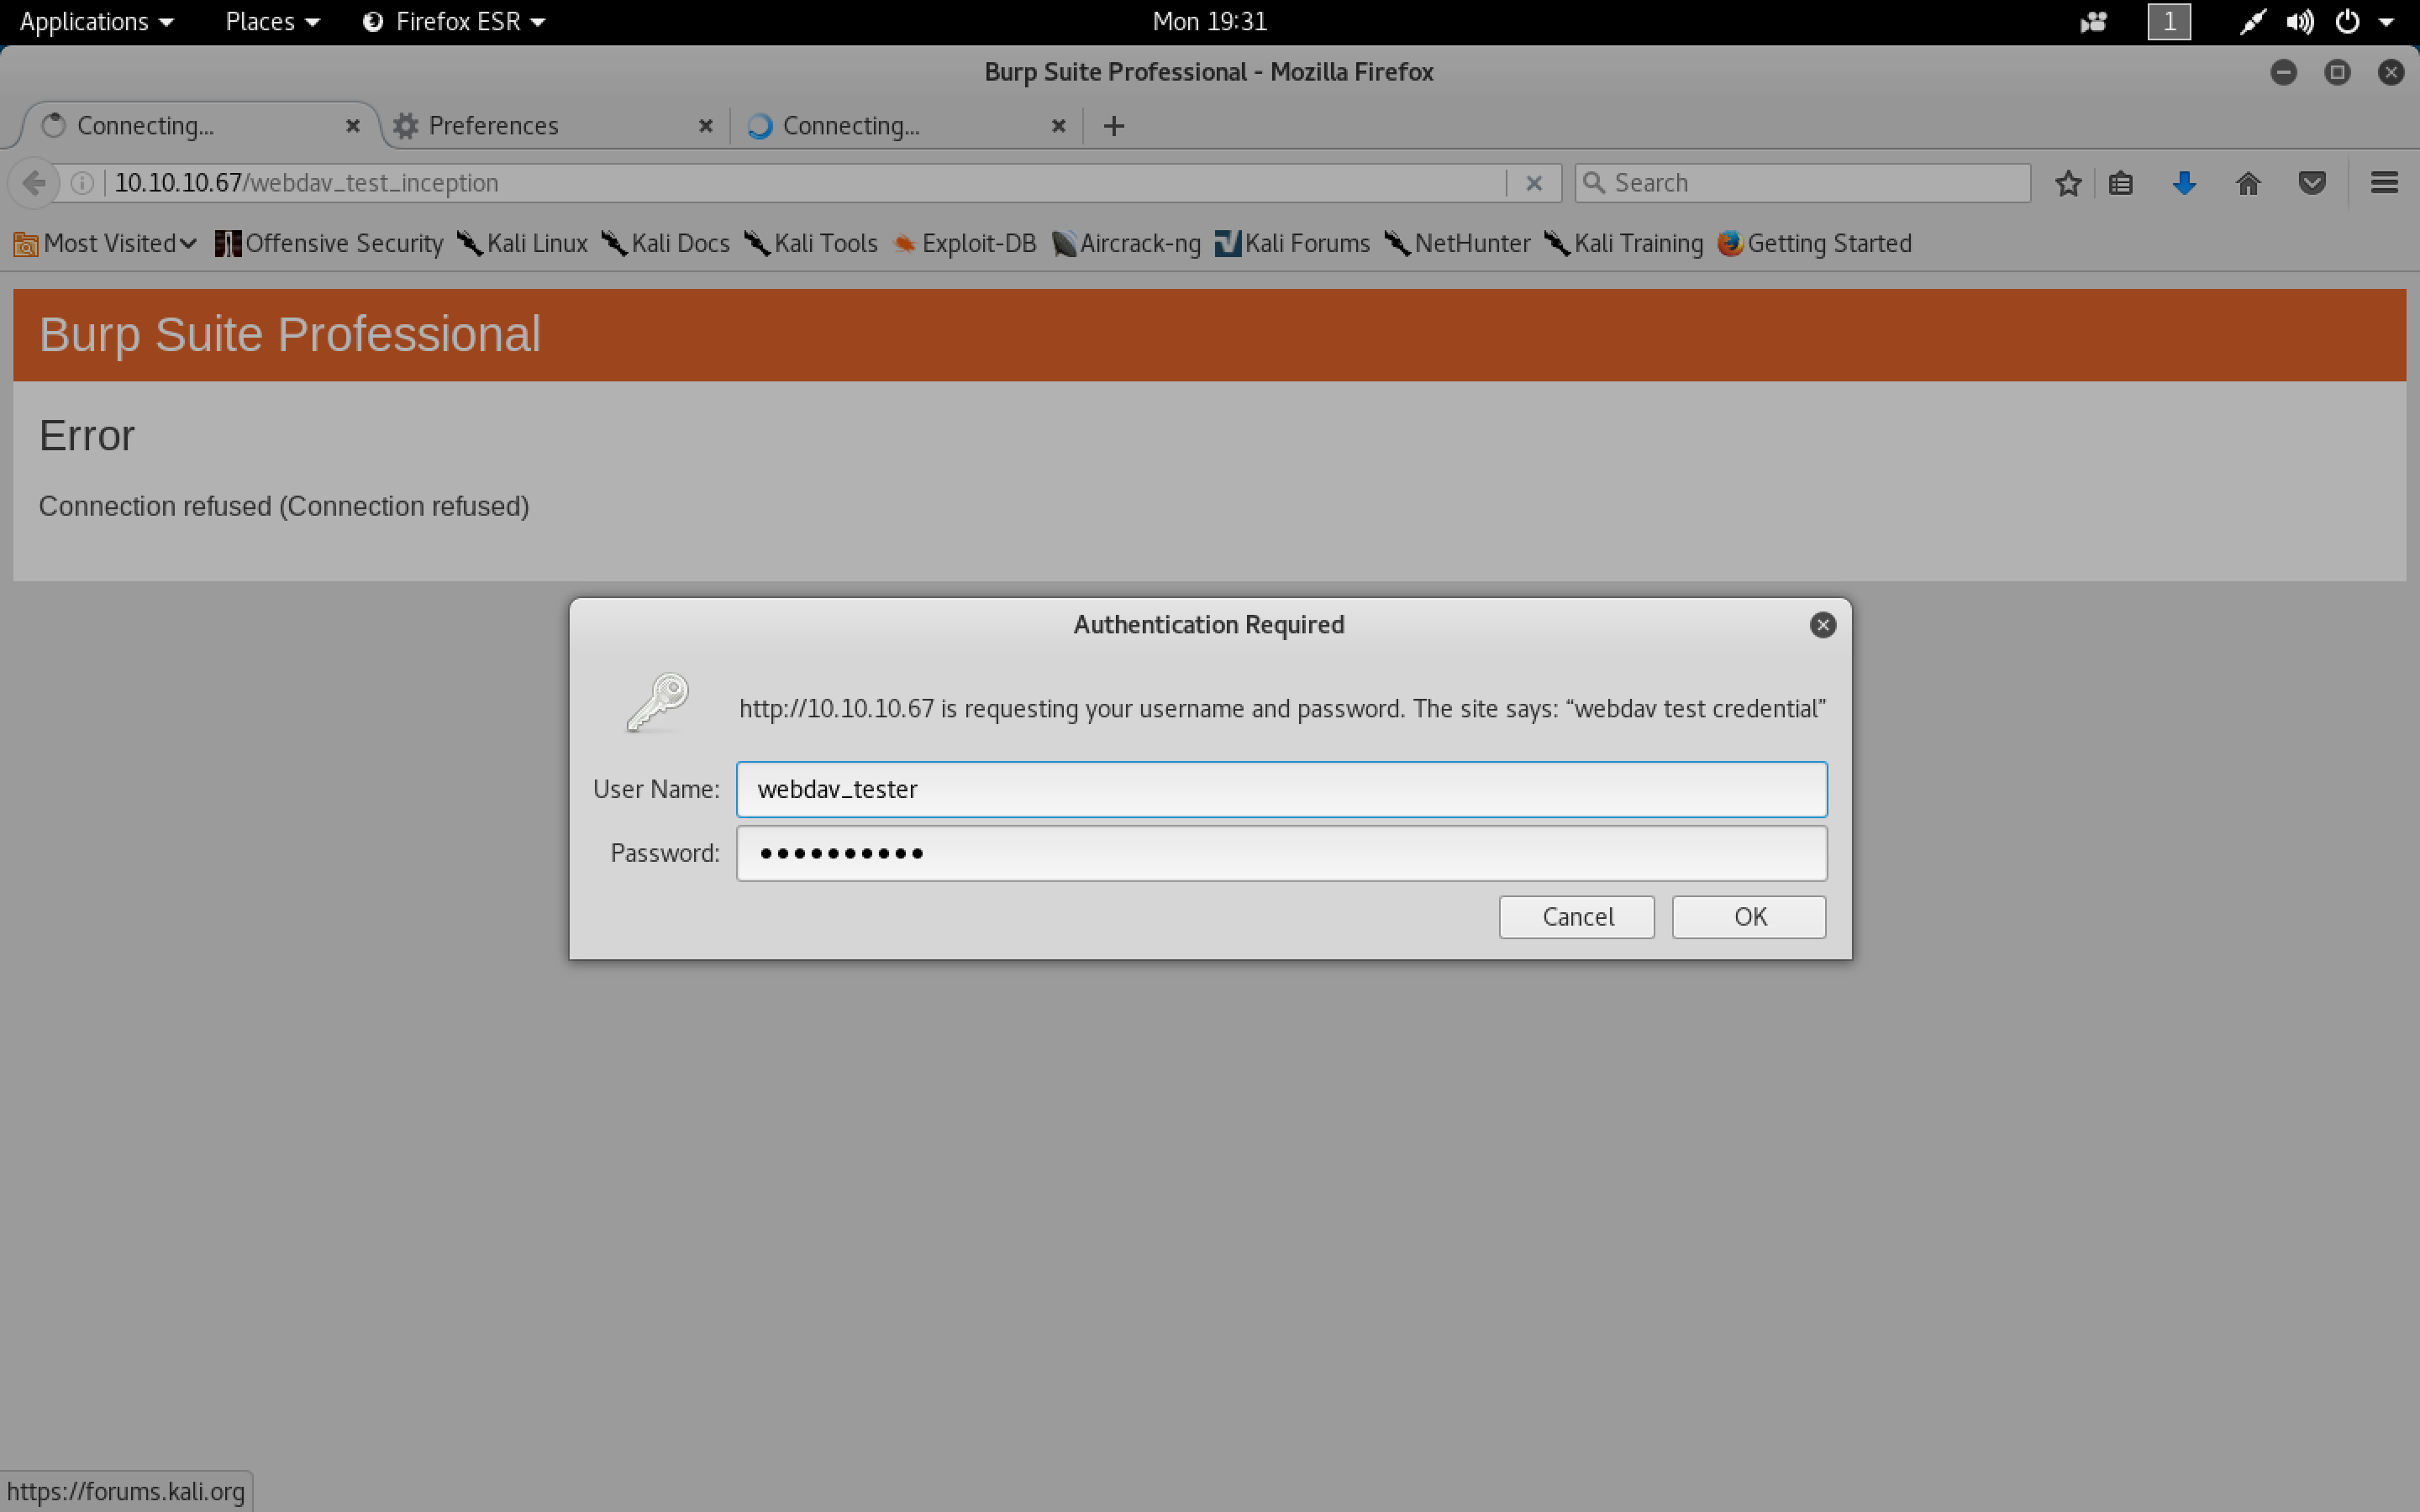 Applications Places Firefox ESR Mon 19:31 1
Burp Suite Professional - Mozilla Firefox
Connecting... Preferences Connecting...
10.10.10.67/webdav_test_inception Search
Most Visited Offensive Security Kali Linux Kali Docs Kali Tools Exploit-DB Aircrack-ng Kali Forums NetHunter Kali Training Getting Started
Burp Suite Professional
Error
Connection refused (Connection refused)
Authentication Required
http://10.10.10.67 is requesting your username and password. The site says: “webdav test credential”
User Name: webdav_tester
Password: ••••••••••
Cancel OK
https://forums.kali.org